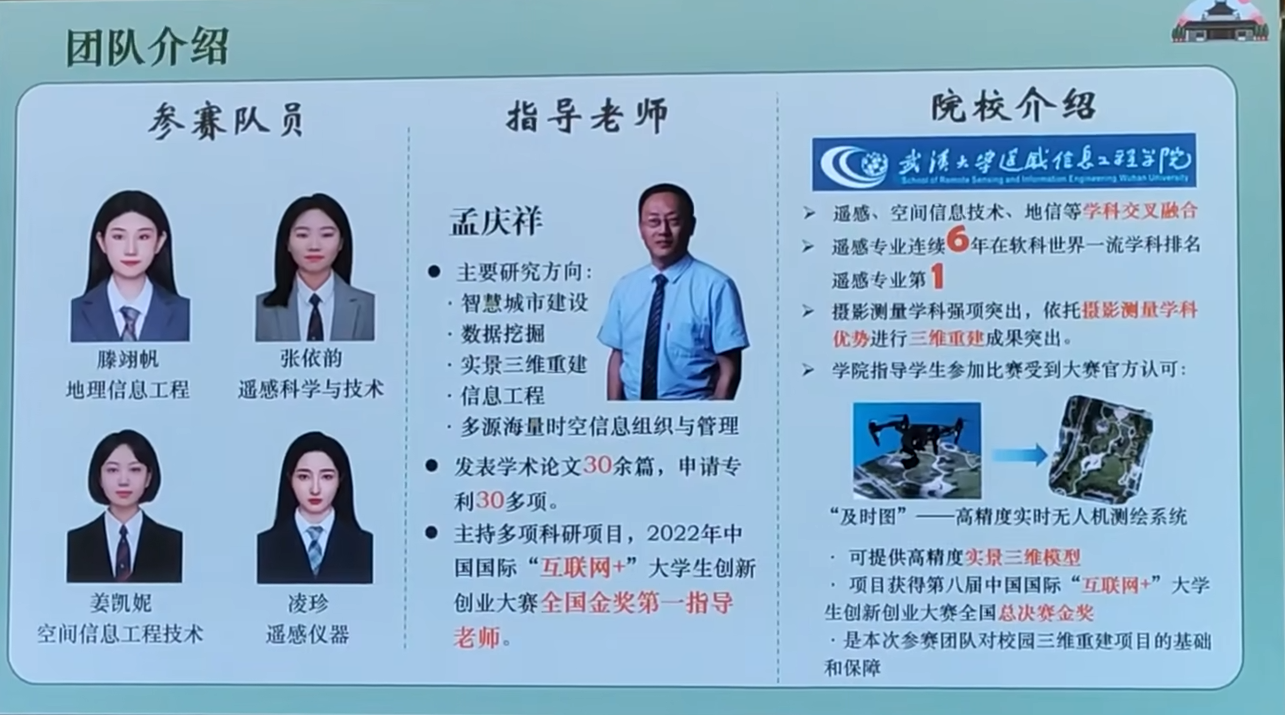 团队介绍
参赛队员
滕翊帆
地理信息工程
张依韵
遥感科学与技术
姜凯妮
空间信息工程技术
凌珍
遥感仪器
指导老师
孟庆祥
● 主要研究方向：
· 智慧城市建设
· 数据挖掘
· 实景三维重建
· 信息工程
· 多源海量时空信息组织与管理
● 发表学术论文30余篇，申请专
利30多项。
● 主持多项科研项目，2022年中
国国际“互联网+”大学生创新
创业大赛全国金奖第一指导
老师。
院校介绍
武汉大学遥感信息工程学院
School of Remote Sensing and Information Engineering Wuhan University
➢ 遥感、空间信息技术、地信等学科交叉融合
➢ 遥感专业连续6年在软科世界一流学科排名
遥感专业第1
➢ 摄影测量学科强项突出，依托摄影测量学科
优势进行三维重建成果突出。
➢ 学院指导学生参加比赛受到大赛官方认可：
“及时图”——高精度实时无人机测绘系统
· 可提供高精度实景三维模型
· 项目获得第八届中国国际“互联网+”大学
生创新创业大赛全国总决赛金奖
· 是本次参赛团队对校园三维重建项目的基础
和保障